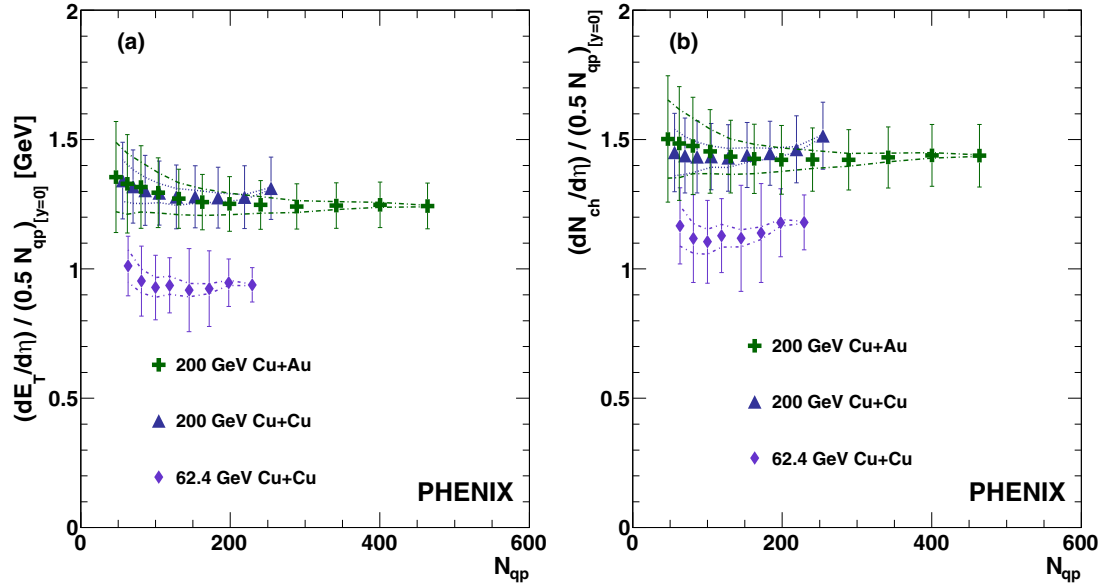 (a)
(dE_T/dη) / (0.5 N_qp)_[y=0] [GeV]
2
1.5
1
0.5
0
200 GeV Cu+Au
200 GeV Cu+Cu
62.4 GeV Cu+Cu
PHENIX
0 200 400 600
N_qp
(b)
(dN_ch/dη) / (0.5 N_qp)_[y=0]
2
1.5
1
0.5
0
200 GeV Cu+Au
200 GeV Cu+Cu
62.4 GeV Cu+Cu
PHENIX
0 200 400 600
N_qp